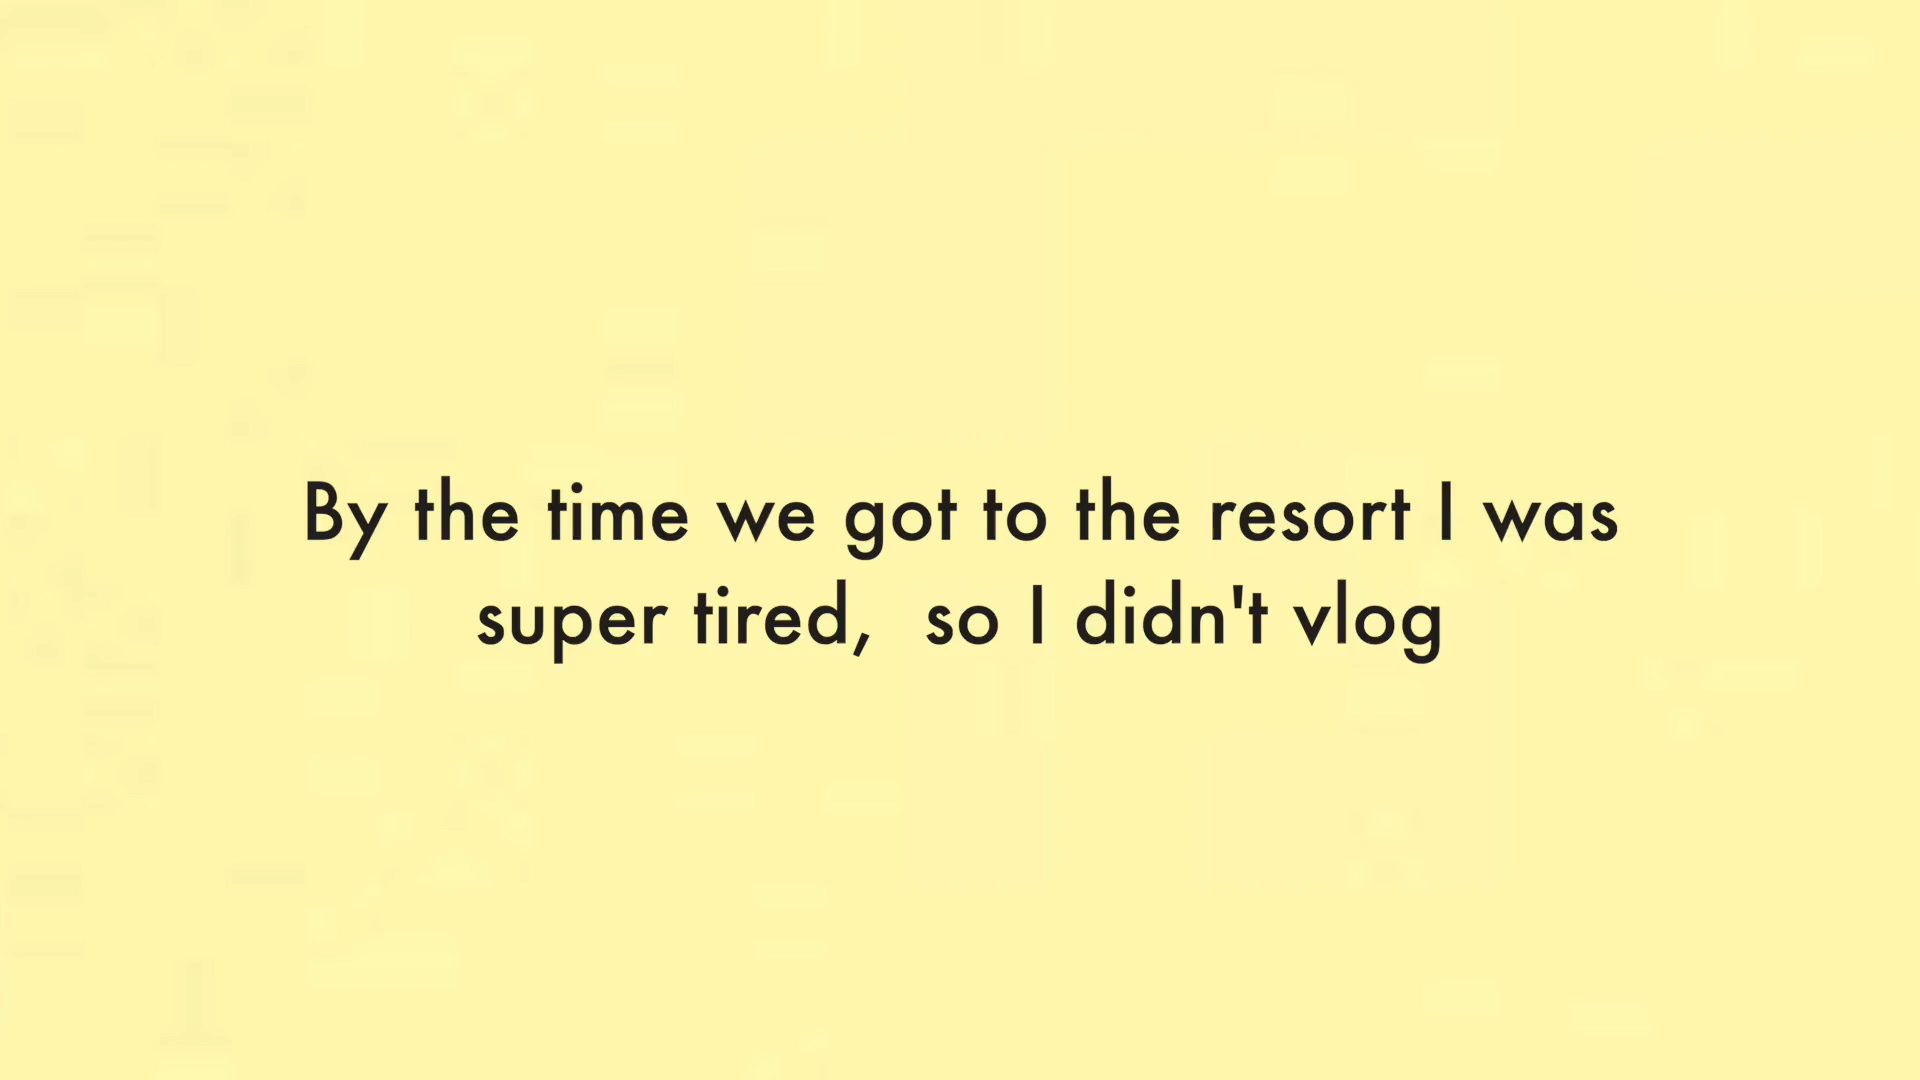 By the time we got to the resort I was
super tired,  so I didn't vlog